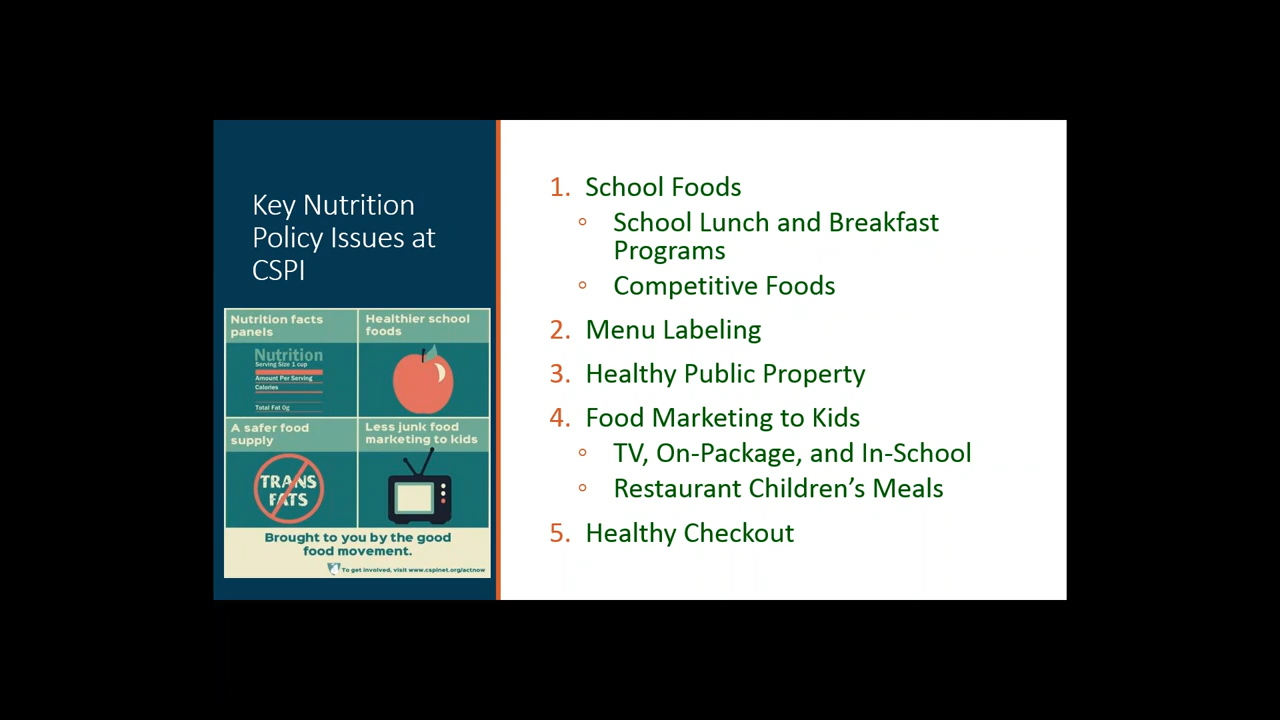 Key Nutrition
Policy Issues at
CSPI
Nutrition facts
panels
Nutrition
Serving Size 1 cup
Amount Per Serving
Calories
Total Fat 0g
Healthier school
foods
A safer food
supply
TRANS
FATS
Less junk food
marketing to kids
Brought to you by the good
food movement.
To get involved, visit www.cspinet.org/actnow
1. School Foods
◦ School Lunch and Breakfast
Programs
◦ Competitive Foods
2. Menu Labeling
3. Healthy Public Property
4. Food Marketing to Kids
◦ TV, On-Package, and In-School
◦ Restaurant Children’s Meals
5. Healthy Checkout